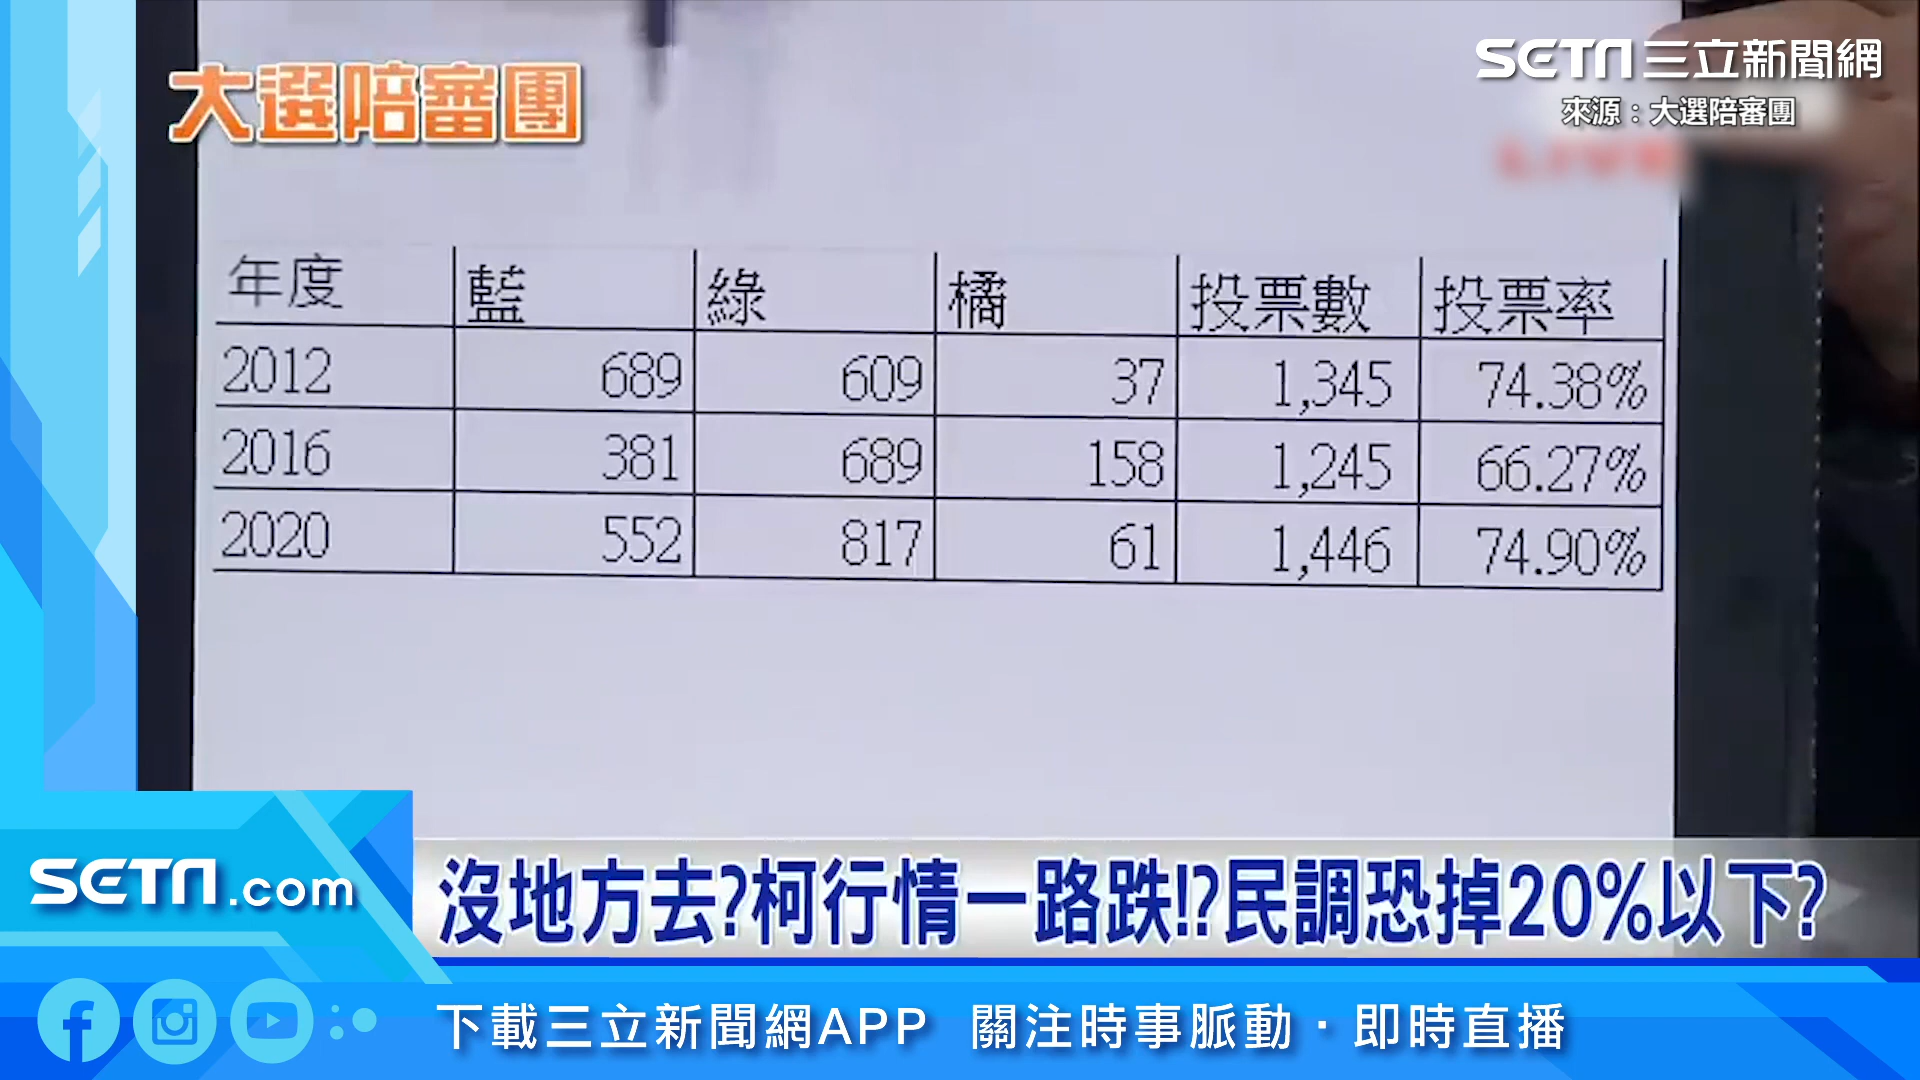 大選陪審團
SETN三立新聞網
來源：大選陪審團
年度 藍 綠 橘 投票數 投票率
2012 689 609 37 1,345 74.38%
2016 381 689 158 1,245 66.27%
2020 552 817 61 1,446 74.90%
SETN.com
沒地方去?柯行情一路跌!?民調恐掉20%以下?
下載三立新聞網APP 關注時事脈動·即時直播